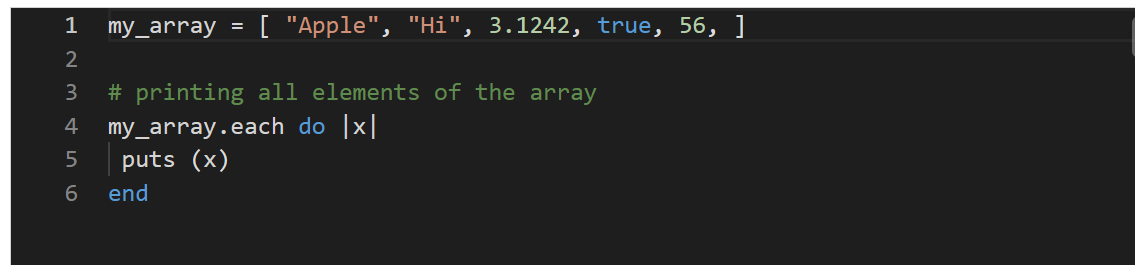 1 my_array = [ "Apple", "Hi", 3.1242, true, 56, ]
2
3 # printing all elements of the array
4 my_array.each do |x|
5 puts (x)
6 end